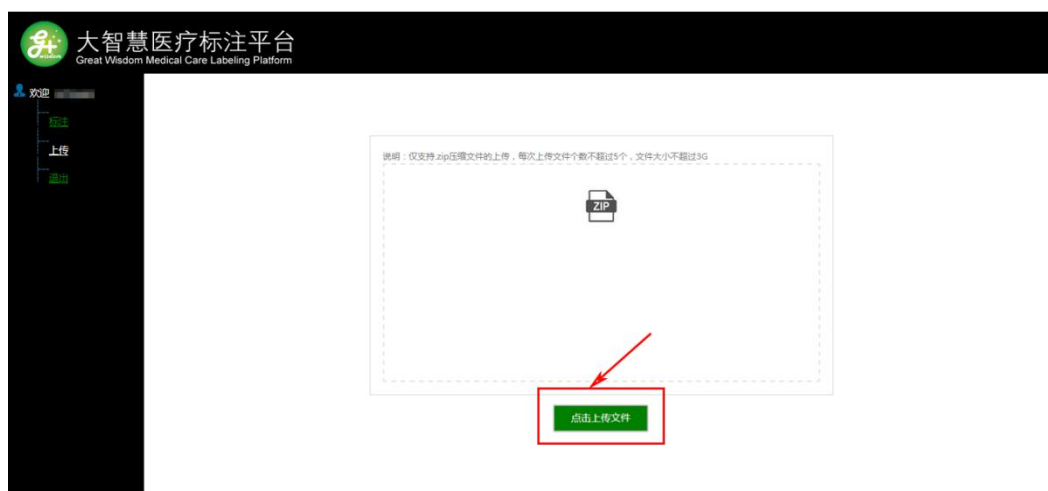 大智慧医疗标注平台
Great Wisdom Medical Care Labeling Platform
欢迎
标注
上传
退出
说明：仅支持.zip压缩文件的上传，每次上传文件个数不超过5个，文件大小不超过3G
ZIP
点击上传文件